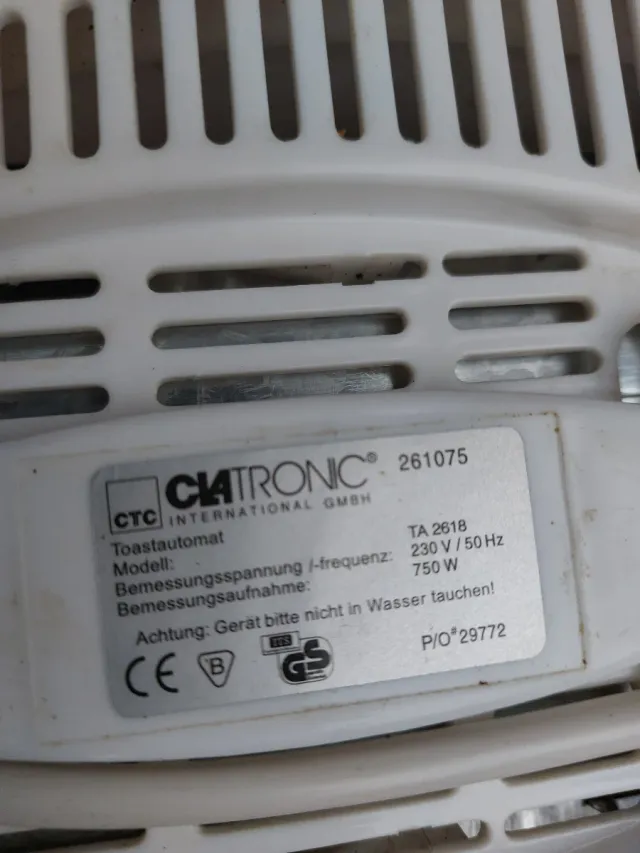 CTC CLATRONIC® 261075
INTERNATIONAL GMBH
Toastautomat
Modell: TA 2618
Bemessungsspannung /-frequenz: 230 V / 50 Hz
Bemessungsaufnahme: 750 W
Achtung: Gerät bitte nicht in Wasser tauchen!
P/O#29772
CE B GS